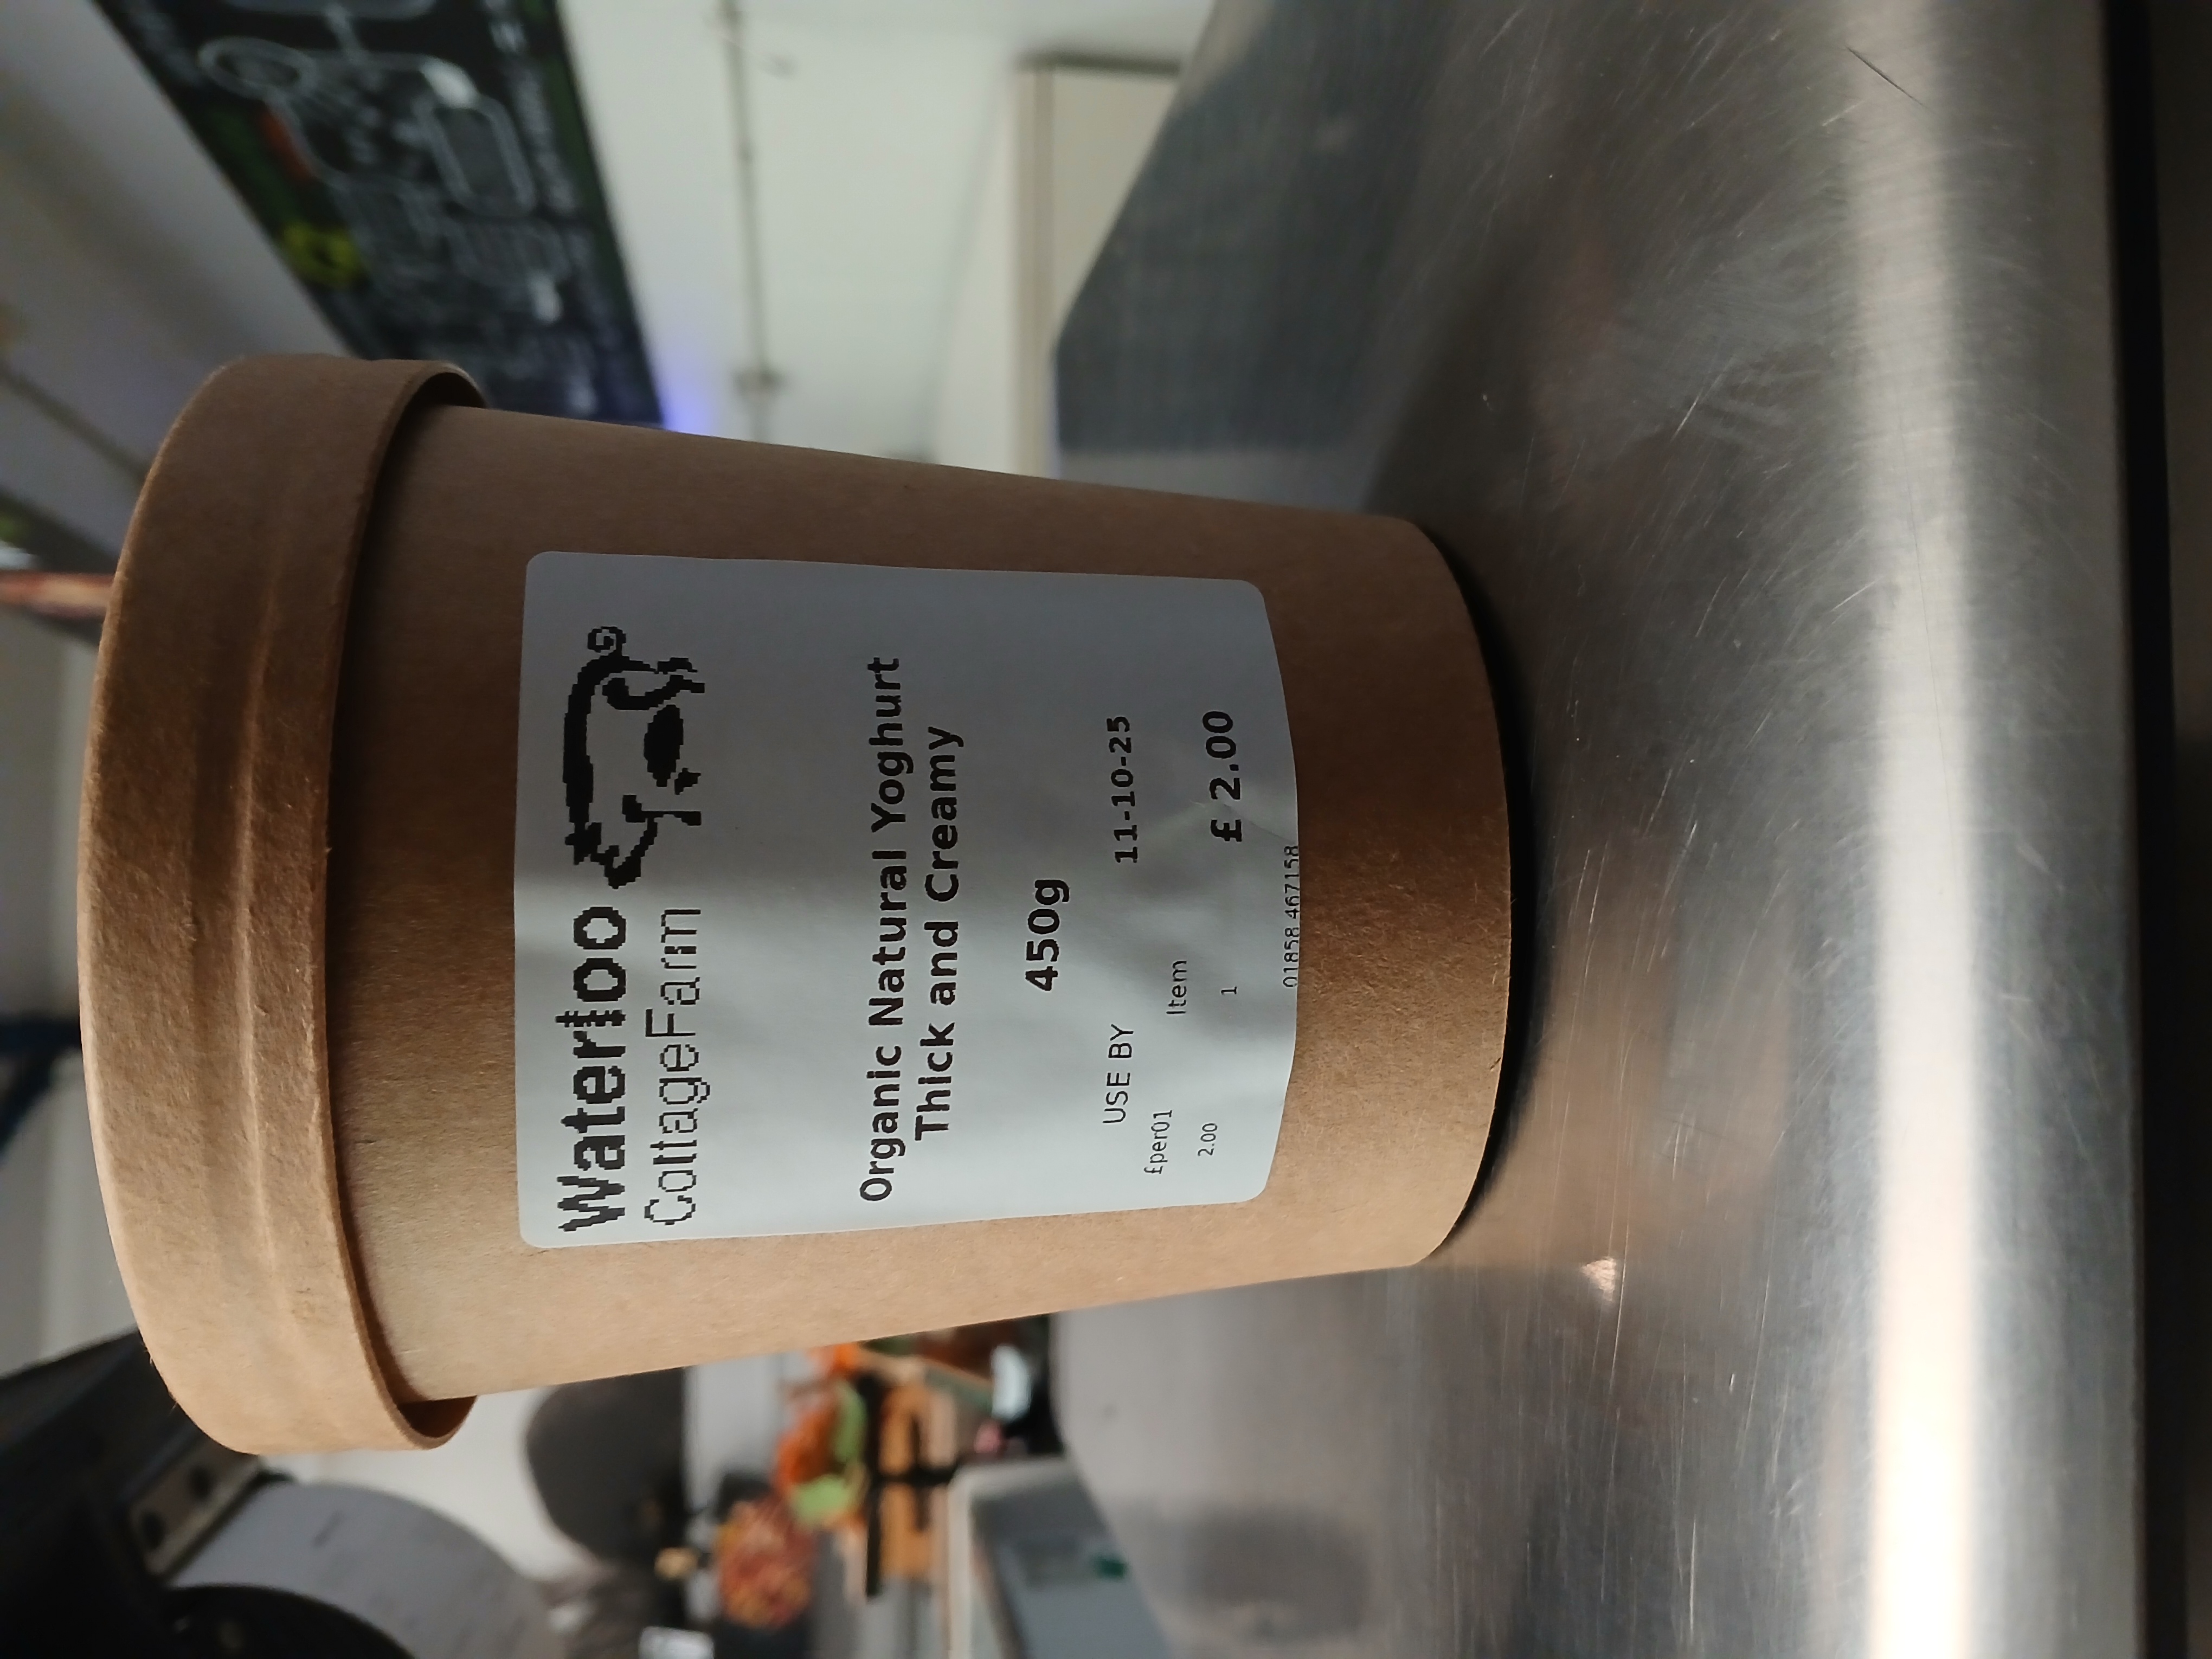 Waterloo
CottageFarm
Organic Natural Yoghurt
Thick and Creamy
450g
USE BY 11-10-25
£per01 Item
2.00 1 £ 2.00
01858 467158